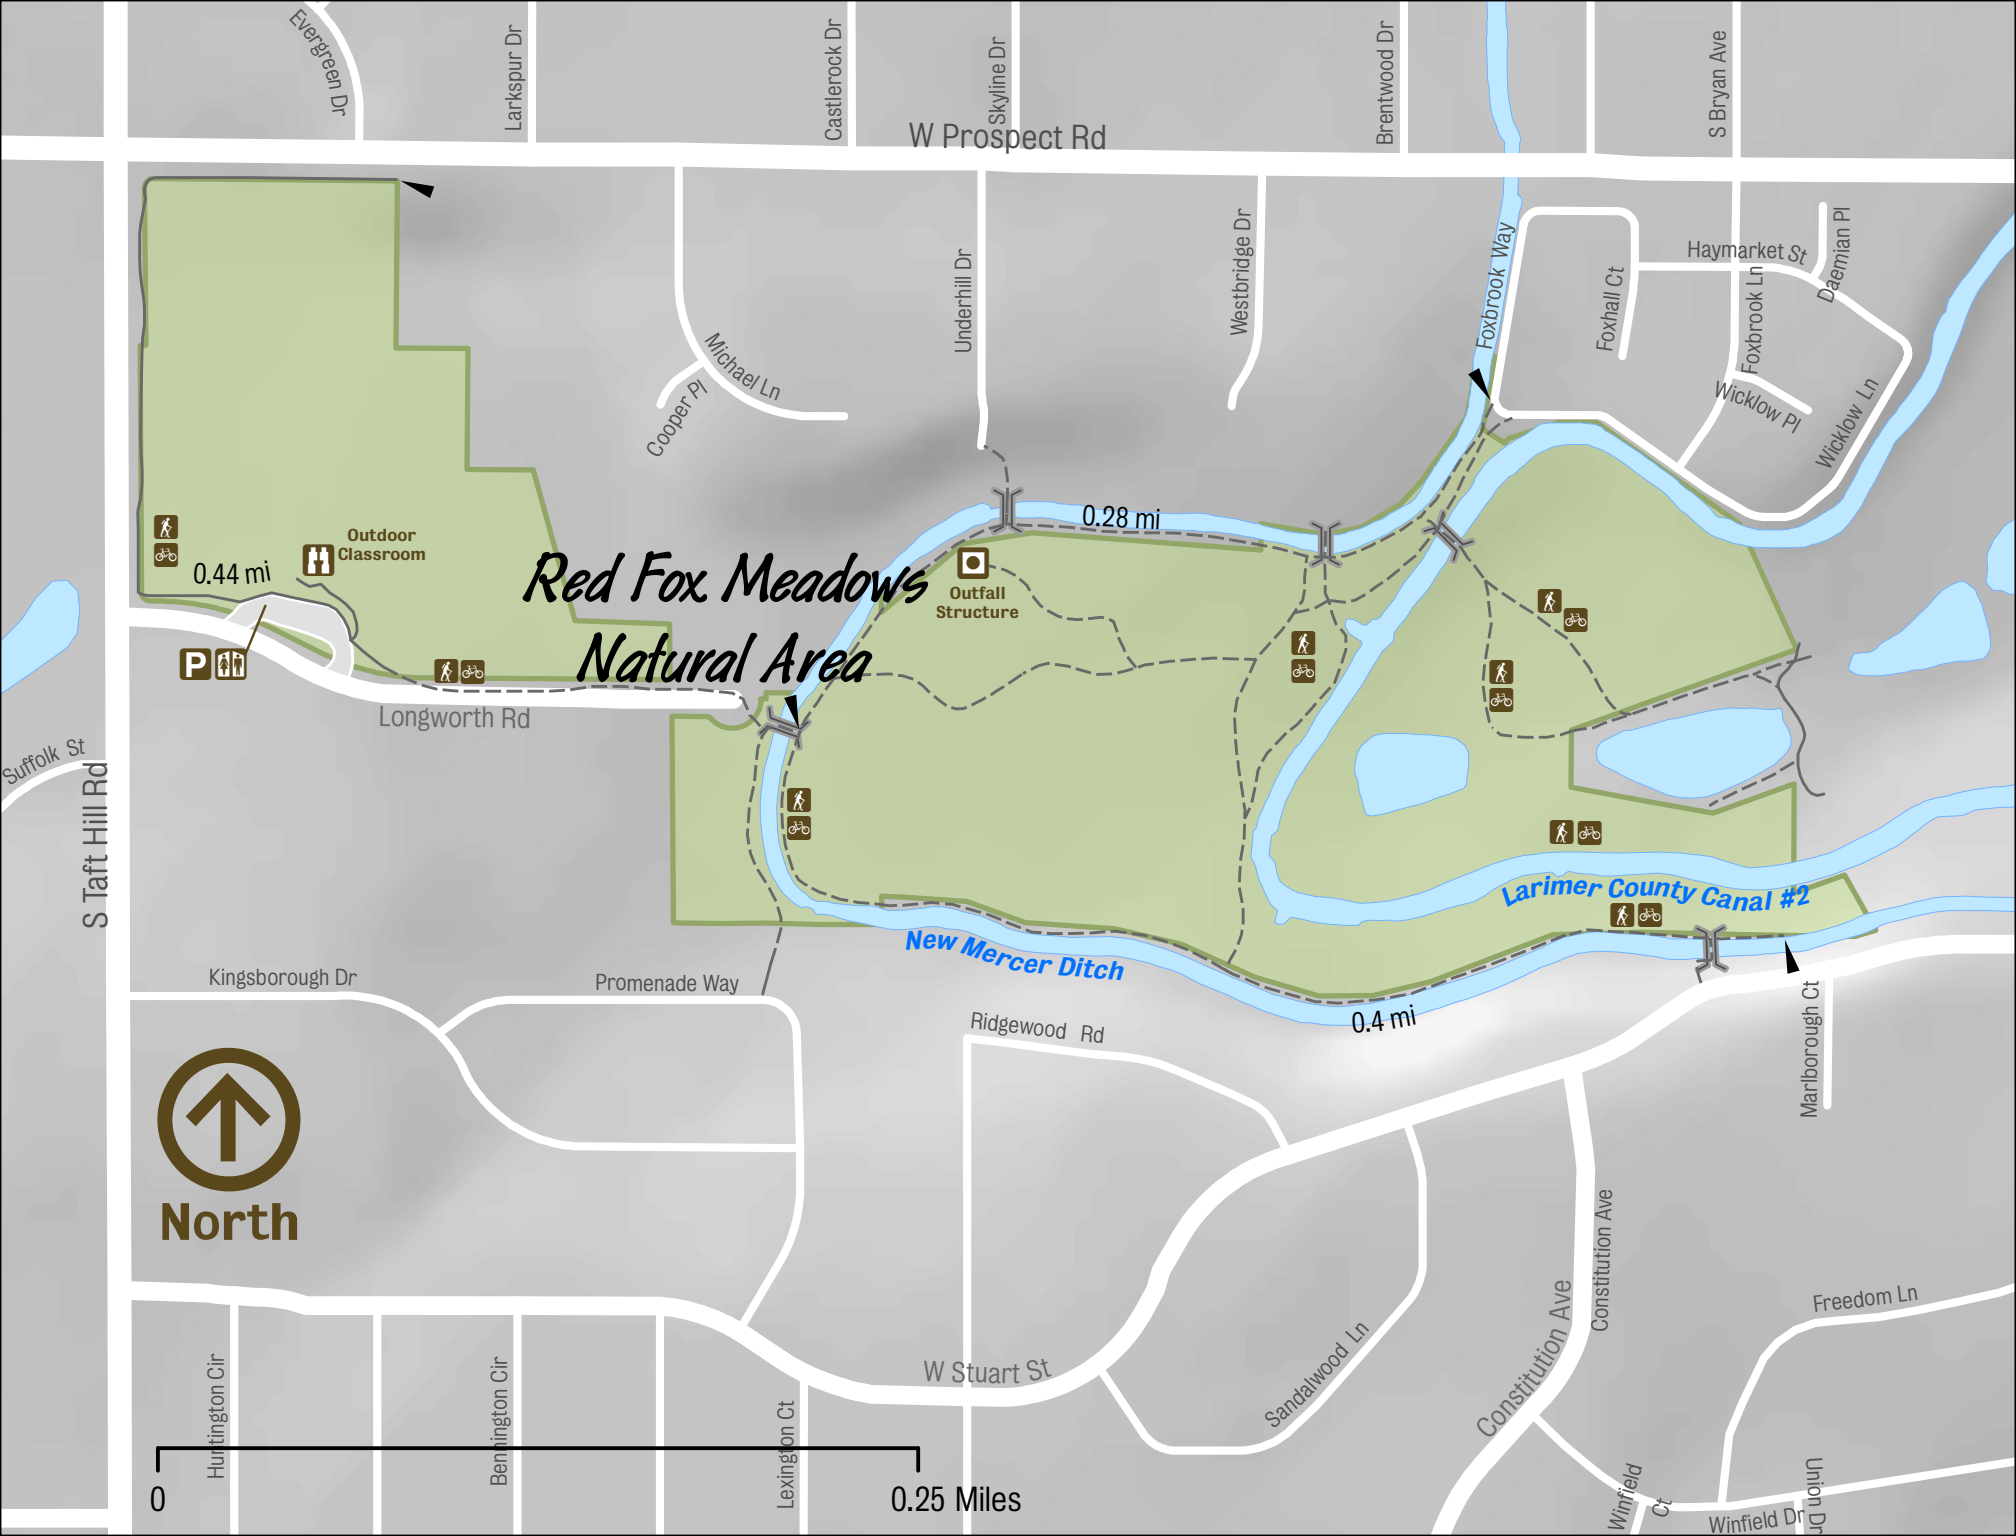 Evergreen Dr
Larkspur Dr
Castlerock Dr
Skyline Dr
Brentwood Dr
S Bryan Ave
W Prospect Rd
Michael Ln
Cooper Pl
Underhill Dr
Westbridge Dr
Foxbrook Way
Foxhall Ct
Haymarket St
Daemian Pl
Foxbrook Ln
Wicklow Pl
Wicklow Ln
0.28 mi
Outdoor
Classroom
0.44 mi
Red Fox Meadows
Natural Area
Outfall
Structure
P
Longworth Rd
Suffolk St
S Taft Hill Rd
Larimer County Canal #2
New Mercer Ditch
0.4 mi
Kingsborough Dr
Promenade Way
Ridgewood Rd
Marlborough Ct
North
Constitution Ave
Constitution Ave
Freedom Ln
Sandalwood Ln
W Stuart St
Huntington Cir
Bennington Cir
Lexington Ct
Winfield
Ct
Winfield Dr
Union Dr
0
0.25 Miles